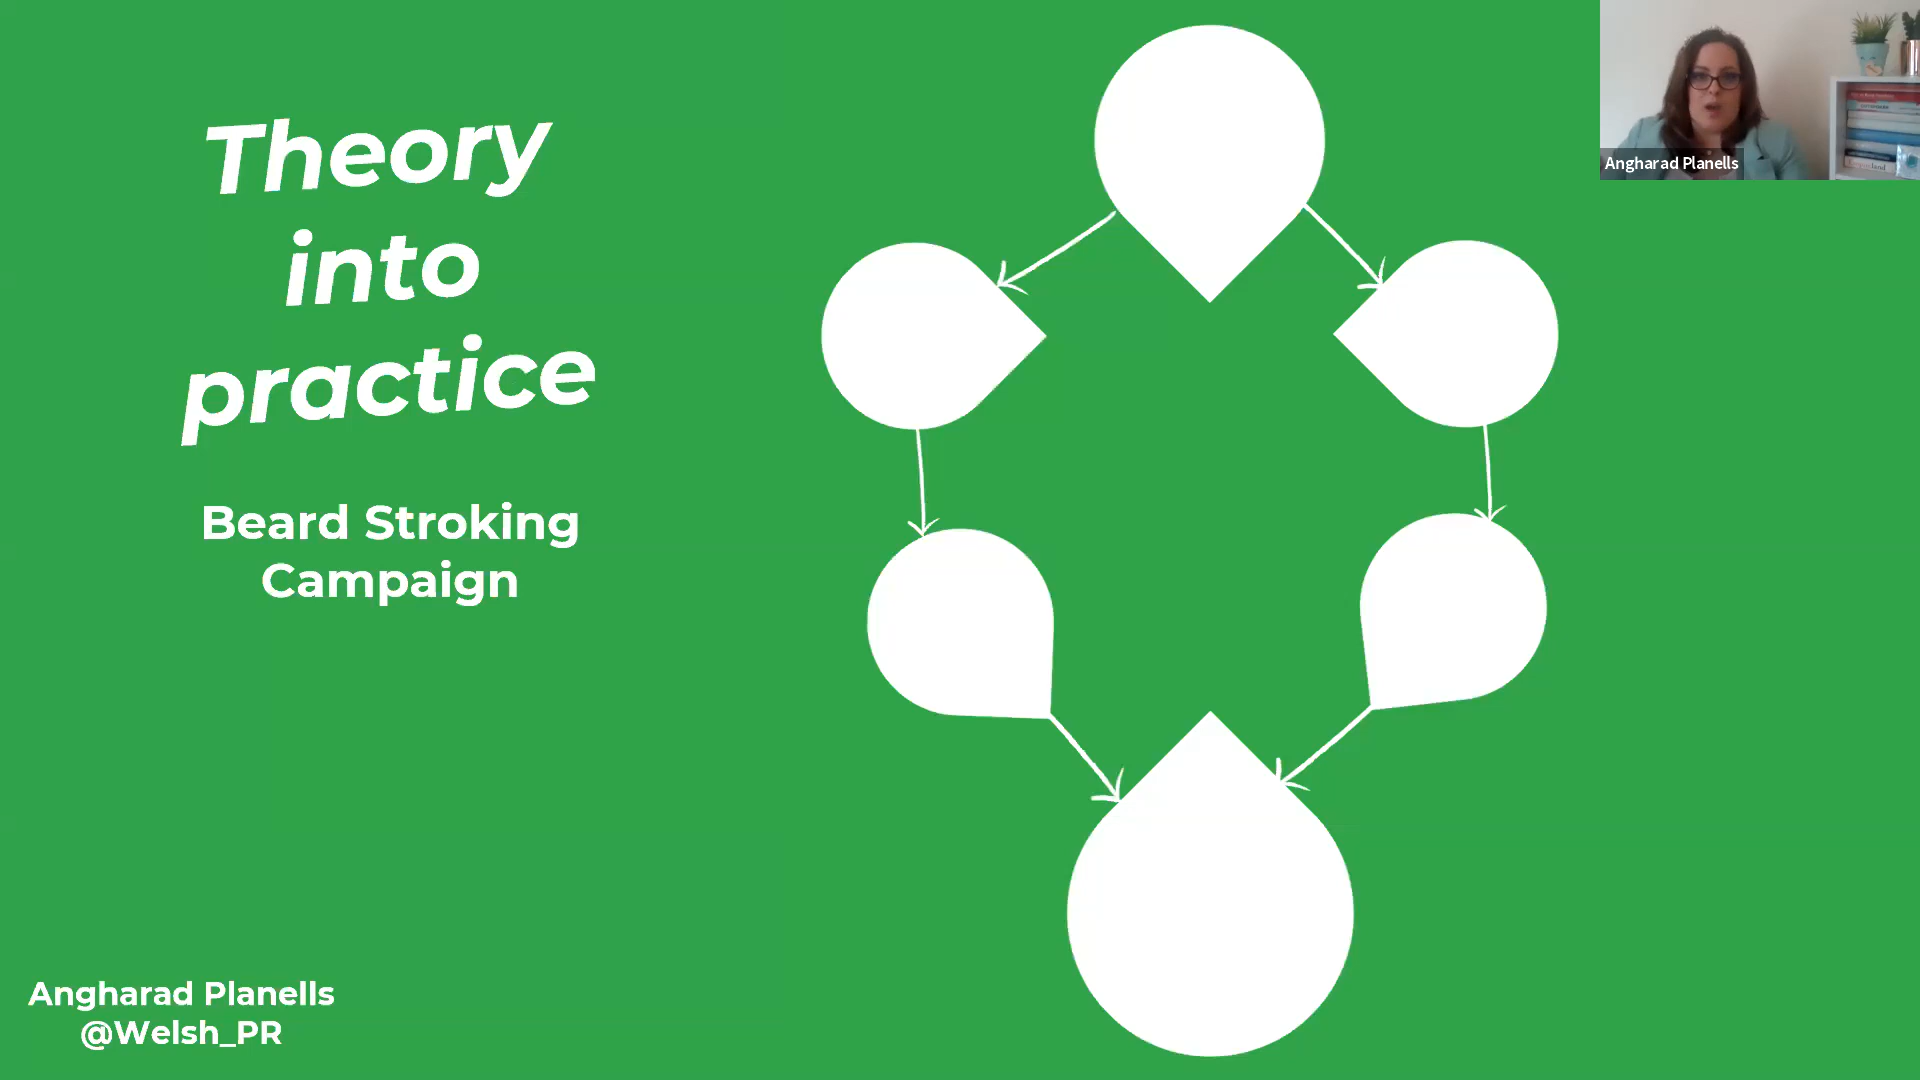 Theory
into
practice
Beard Stroking
Campaign
Angharad Planells
@Welsh_PR
Angharad Planells